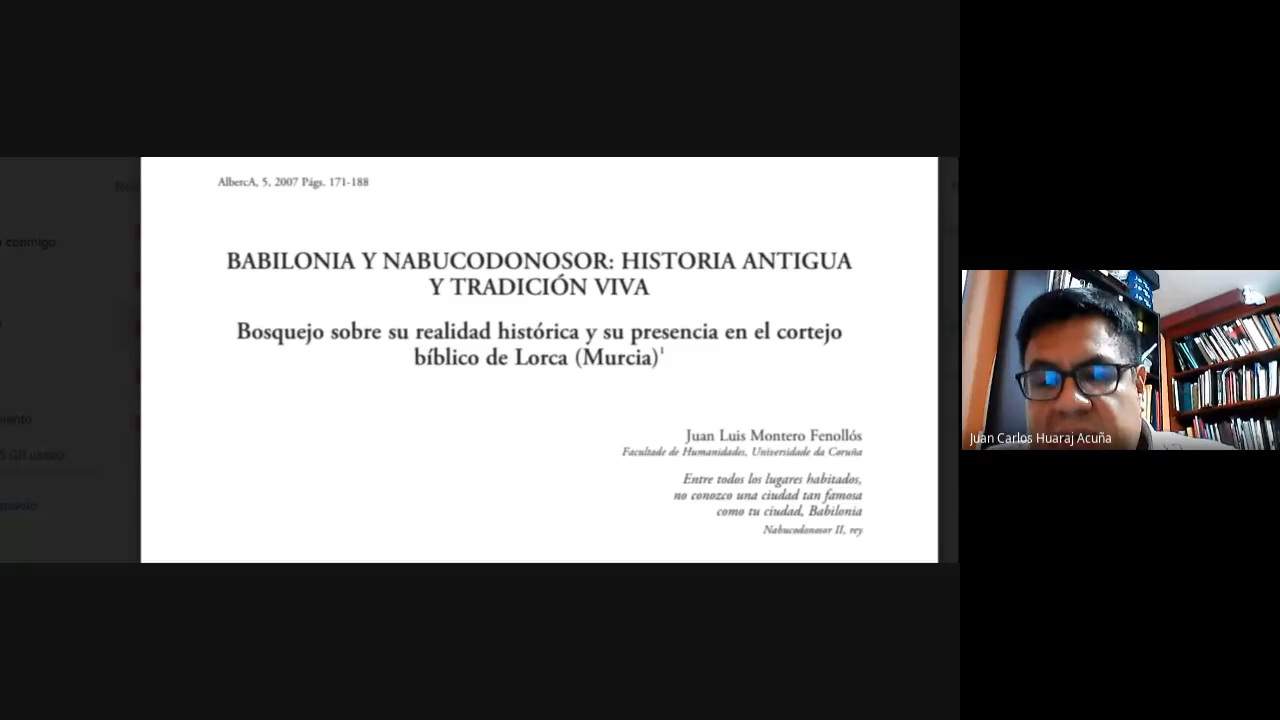 AlbercA, 5, 2007 Págs. 171-188
BABILONIA Y NABUCODONOSOR: HISTORIA ANTIGUA
Y TRADICIÓN VIVA
Bosquejo sobre su realidad histórica y su presencia en el cortejo
bíblico de Lorca (Murcia)¹
Juan Luis Montero Fenollós
Facultade de Humanidades, Universidade da Coruña
Entre todos los lugares habitados,
no conozco una ciudad tan famosa
como tu ciudad, Babilonia
Nabucodonosor II, rey
conmigo
GB usado
Juan Carlos Huaraj Acuña